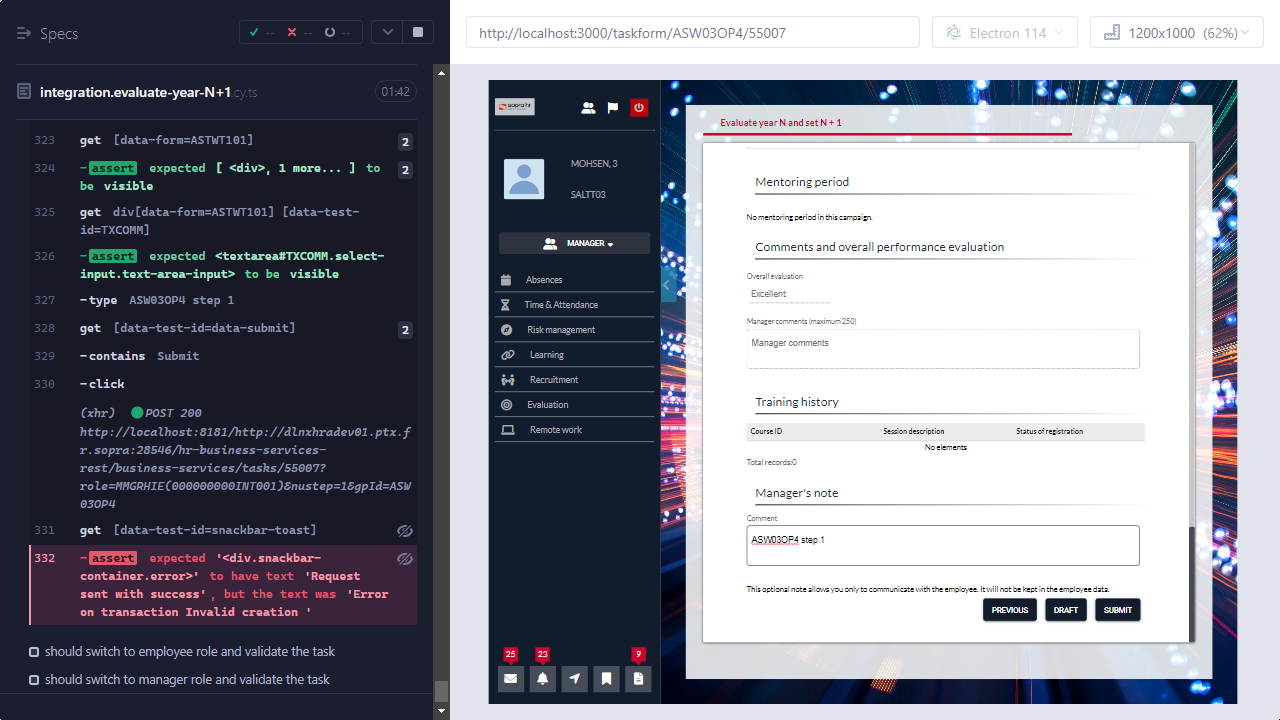 Specs
--
--
--
integration.evaluate-year-N+1.cy.ts
01:42
323 get [data-form=ASTWT101] 2
324 -assert expected [ <div>, 1 more... ] to 2
be visible
325 get div[data-form=ASTWT101] [data-test-
id=TXCOMM]
326 -assert expected <textarea#TXCOMM.select-
input.text-area-input> to be visible
327 -type ASW03OP4 step 1
328 get [data-test-id=data-submit] 2
329 -contains Submit
330 -click
(xhr) POST 200
http://localhost:8181/http://dlnxhradev01.ptx.f
r.sopra:28546/hr-business-services-
rest/business-services/tasks/55007?
role=MMGRHIE(000000000INT001)&nustep=1&gpId=ASW
03OP4
331 get [data-test-id=snackbar-toast]
332 -assert expected '<div.snackbar-
container.error>' to have text 'Request
sent with success', but the text was 'Error
on transaction Invalid creation '
should switch to employee role and validate the task
should switch to manager role and validate the task
http://localhost:3000/taskform/ASW03OP4/55007
Electron 114
1200x1000 (62%)
sopra hr
MOHSEN, 3
SALTT03
MANAGER
Absences
Time & Attendance
Risk management
Learning
Recruitment
Evaluation
Remote work
25
23
9
Evaluate year N and set N + 1
Mentoring period
No mentoring period in this campaign.
Comments and overall performance evaluation
Overall evaluation
Excellent
Manager comments (maximum 250)
Manager comments
Training history
Course ID Session description Status of registration
No elements
Total records:0
Manager's note
Comment
ASW03OP4 step 1
This optional note allows you only to communicate with the employee. It will not be kept in the employee data.
PREVIOUS DRAFT SUBMIT